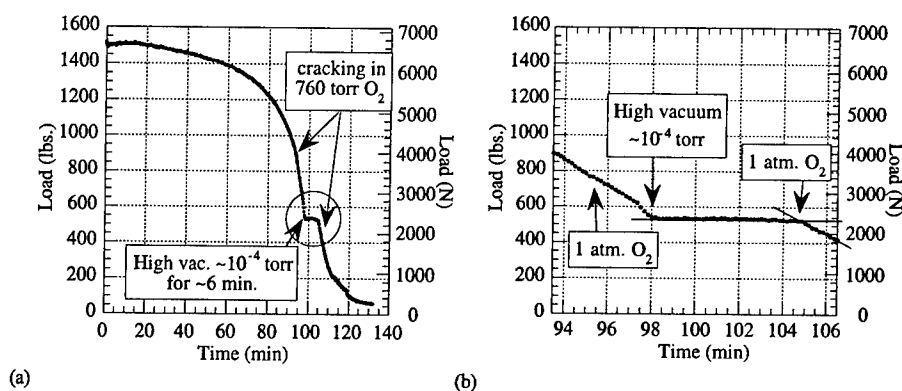 1600
1400
1200
1000
800
600
400
200
0
Load (lbs.)
7000
6000
5000
4000
3000
2000
1000
0
Load (N)
cracking in
760 torr O2
High vac. ~10-4 torr
for ~6 min.
0 20 40 60 80 100 120 140
Time (min)
(a)
1600
1400
1200
1000
800
600
400
200
0
Load (lbs.)
7000
6000
5000
4000
3000
2000
1000
0
Load (N)
High vacuum
~10-4 torr
1 atm. O2
1 atm. O2
94 96 98 100 102 104 106
Time (min)
(b)